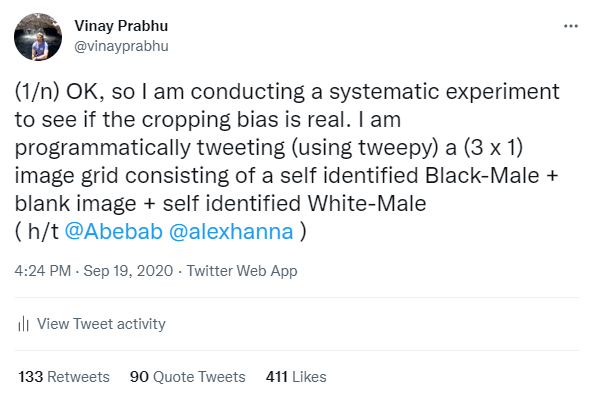 Vinay Prabhu
@vinayprabhu
(1/n) OK, so I am conducting a systematic experiment
to see if the cropping bias is real. I am
programmatically tweeting (using tweepy) a (3 x 1)
image grid consisting of a self identified Black-Male +
blank image + self identified White-Male
( h/t @Abebab @alexhanna )
4:24 PM · Sep 19, 2020 · Twitter Web App
View Tweet activity
133 Retweets 90 Quote Tweets 411 Likes